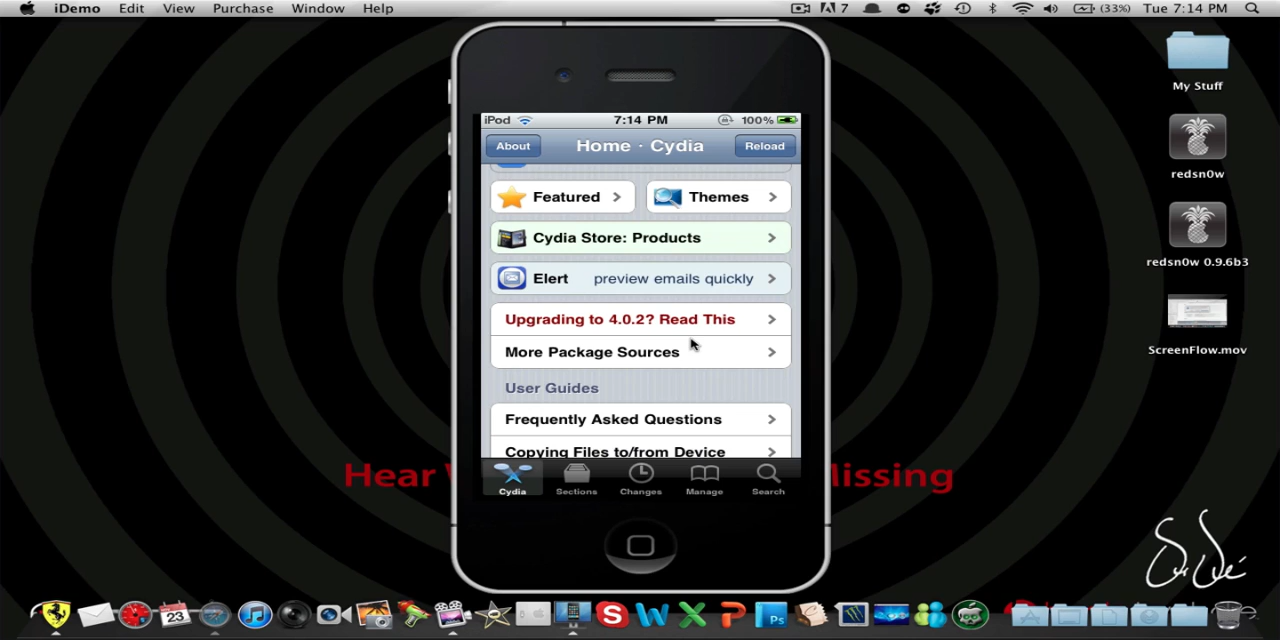 iDemo Edit View Purchase Window Help 7 (33%) Tue 7:14 PM
My Stuff
redsn0w
redsn0w 0.9.6b3
ScreenFlow.mov
iPod 7:14 PM 100%
About Home · Cydia Reload
Featured Themes
Cydia Store: Products
Elert preview emails quickly
Upgrading to 4.0.2? Read This
More Package Sources
User Guides
Frequently Asked Questions
Copying Files to/from Device
Hear
Cydia Sections Changes Manage Search
23
Ps